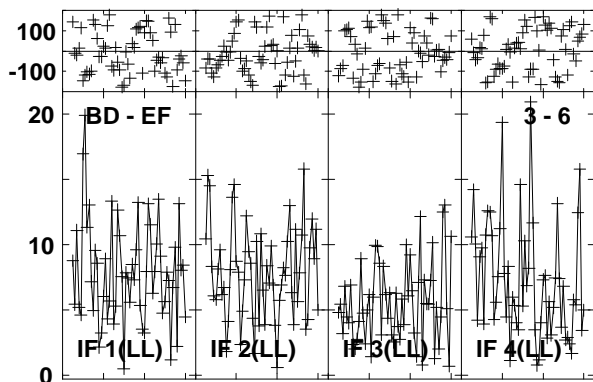 100
-100
20
BD - EF
3 - 6
10
IF 1(LL)
IF 2(LL)
IF 3(LL)
IF 4(LL)
0